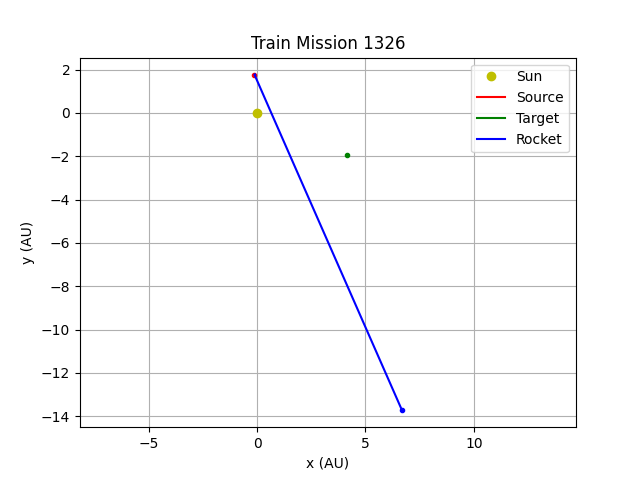 Train Mission 1326
Sun
Source
Target
Rocket
2
0
−2
−4
−6
−8
−10
−12
−14
y (AU)
−5
0
5
10
x (AU)